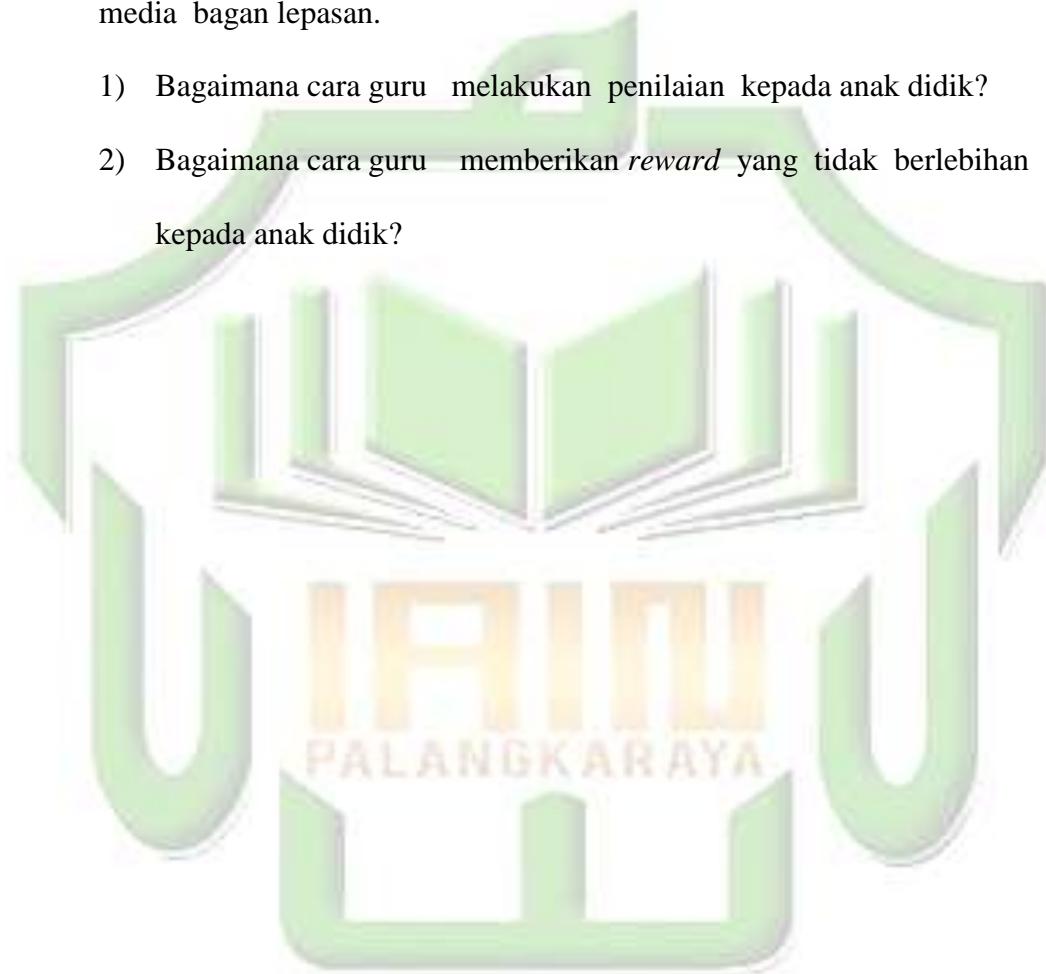 media bagan lepasan.
1) Bagaimana cara guru melakukan penilaian kepada anak didik?
2) Bagaimana cara guru memberikan reward yang tidak berlebihan
kepada anak didik?
IAIN
PALANGKARAYA